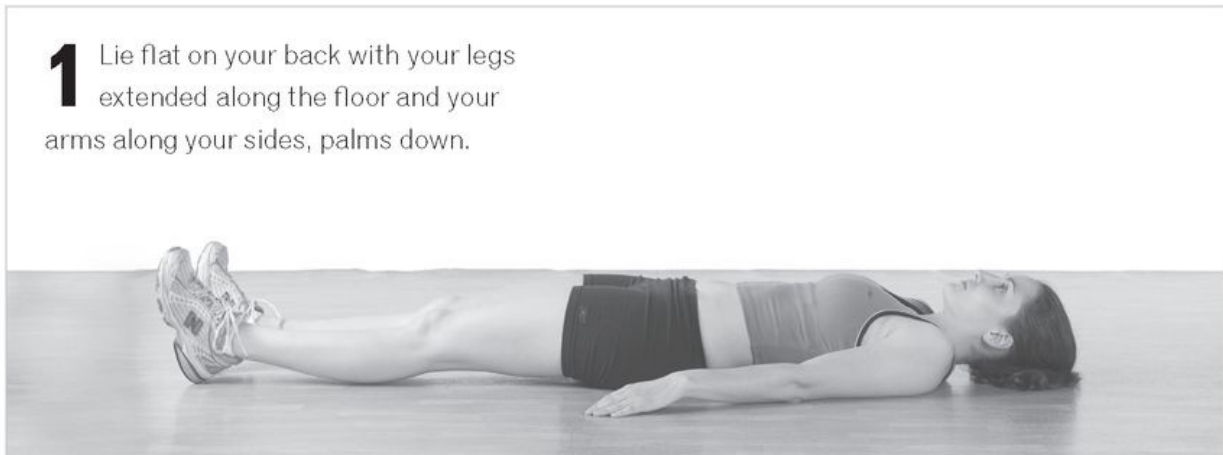 1 Lie flat on your back with your legs
extended along the floor and your
arms along your sides, palms down.
N